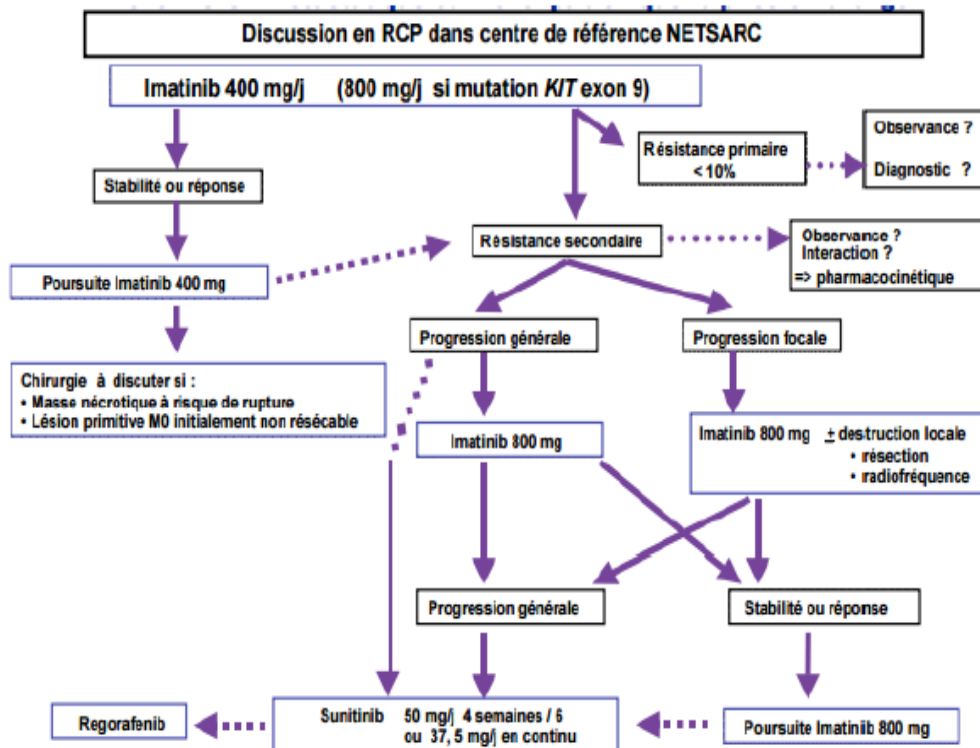 Discussion en RCP dans centre de référence NETSARC
Imatinib 400 mg/j (800 mg/j si mutation KIT exon 9)
Résistance primaire
< 10%
Observance ?
Diagnostic ?
Stabilité ou réponse
Résistance secondaire
Observance ?
Interaction ?
=> pharmacocinétique
Poursuite Imatinib 400 mg
Progression générale
Progression focale
Chirurgie à discuter si :
• Masse nécrotique à risque de rupture
• Lésion primitive M0 initialement non résécable
Imatinib 800 mg
Imatinib 800 mg ± destruction locale
• résection
• radiofréquence
Progression générale
Stabilité ou réponse
Regorafenib
Sunitinib 50 mg/j 4 semaines / 6
ou 37, 5 mg/j en continu
Poursuite Imatiniib 800 mg